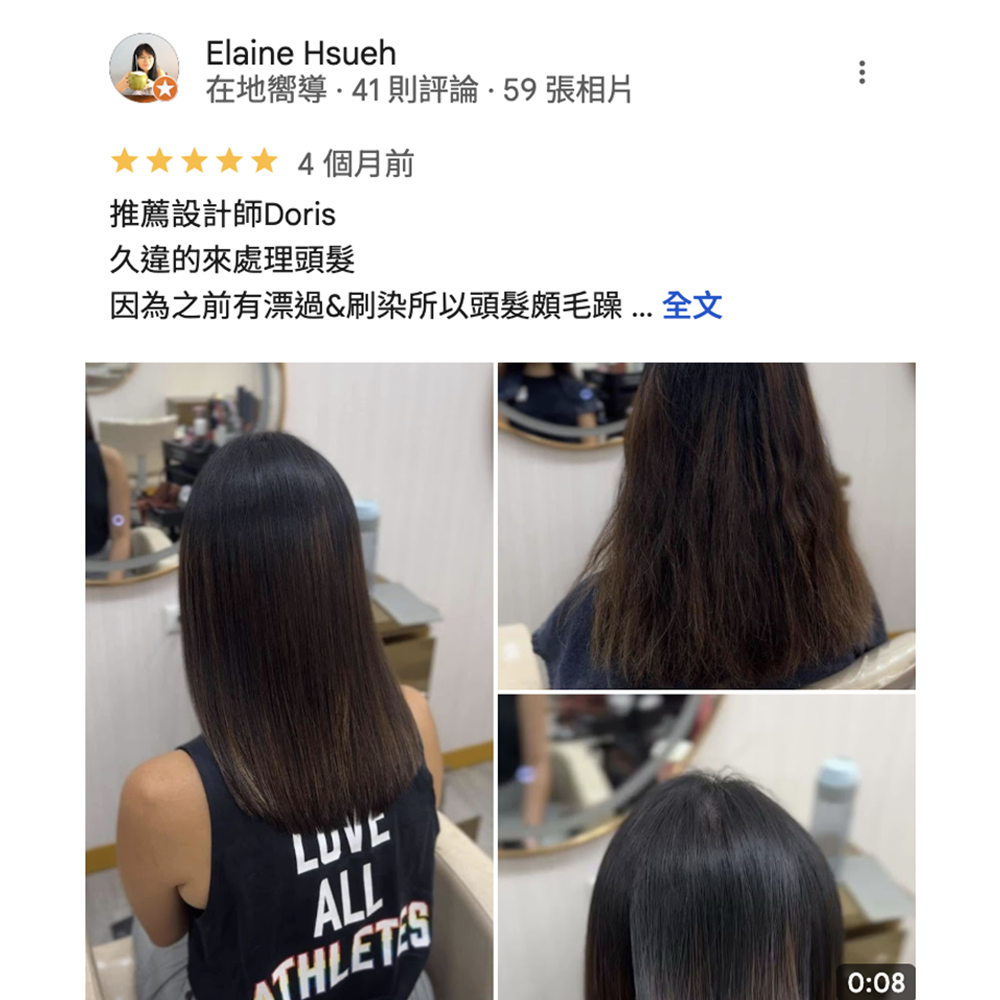 Elaine Hsueh
在地嚮導 · 41 則評論 · 59 張相片
4 個月前
推薦設計師Doris
久違的來處理頭髮
因為之前有漂過&刷染所以頭髮頗毛躁 ... 全文
LOVE
ALL
ATHLETES
0:08